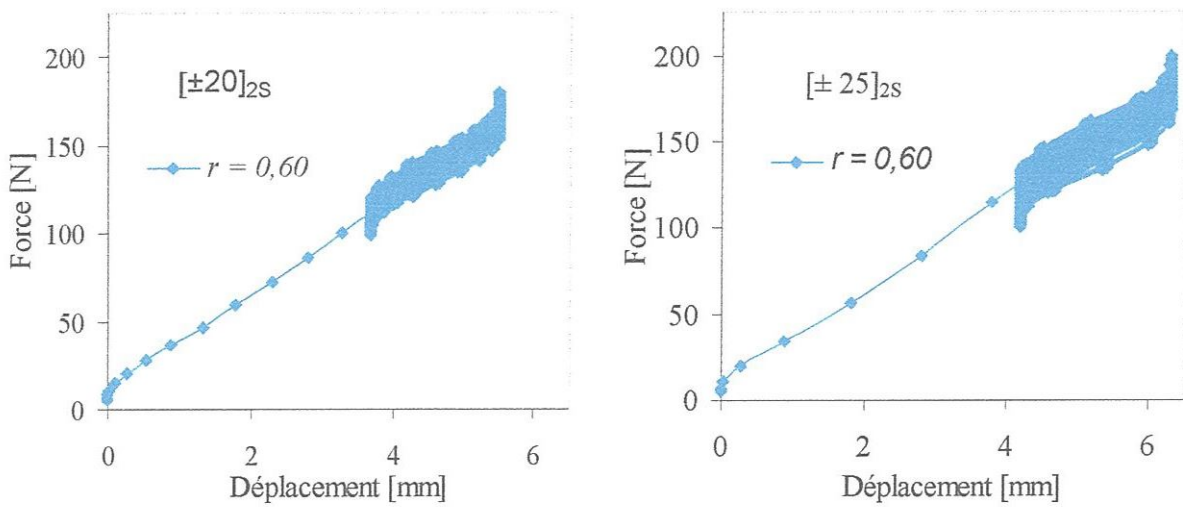 200
[±20]2S
150
r = 0,60
Force [N]
100
50
0
0 2 4 6
Déplacement [mm]
200
[± 25]2S
150
r = 0,60
Force [N]
100
50
0
0 2 4 6
Déplacement [mm]